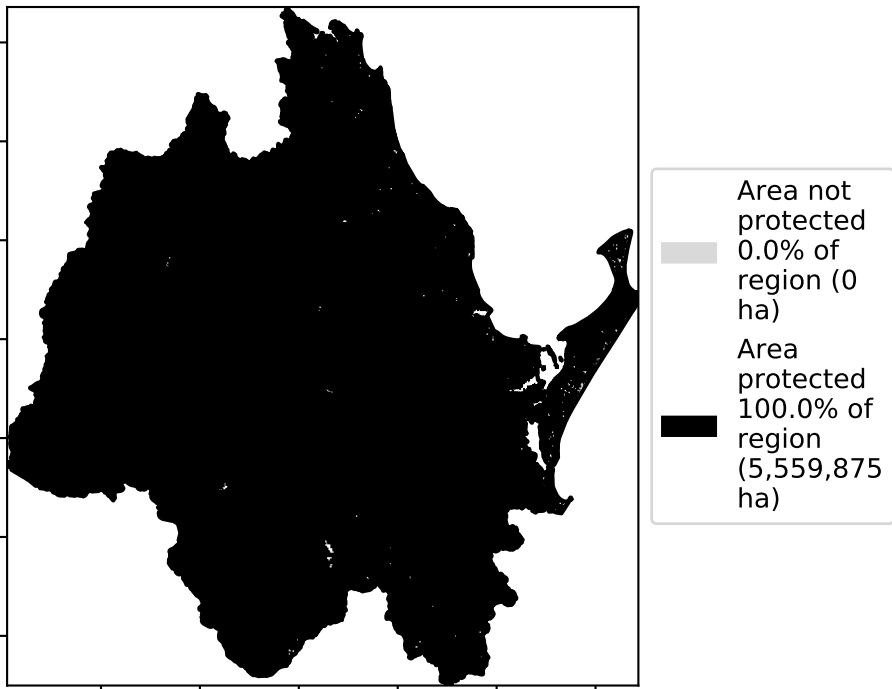 Area not
protected
0.0% of
region (0
ha)
Area
protected
100.0% of
region
(5,559,875
ha)